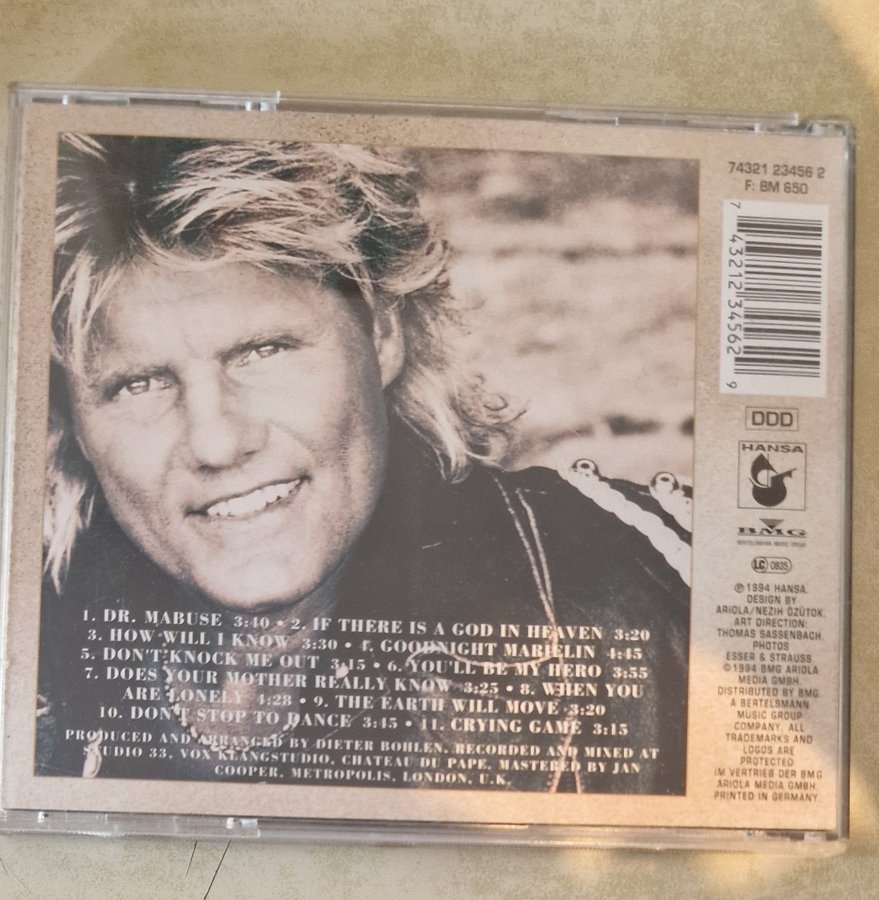 74321 23456 2
F: BM 650
7 43212 34562 9
DDD
HANSA
BMG
BERTELSMANN MUSIC GROUP
LC 0835
℗ 1994 HANSA.
DESIGN BY
ARIOLA/NEZIH ÖZÜTOK.
ART DIRECTION:
THOMAS SASSENBACH.
PHOTOS
ESSER & STRAUSS
© 1994 BMG ARIOLA
MEDIA GMBH.
DISTRIBUTED BY BMG.
A BERTELSMANN
MUSIC GROUP
COMPANY, ALL
TRADEMARKS AND
LOGOS ARE
PROTECTED
IM VERTRIEB DER BMG
ARIOLA MEDIA GMBH.
PRINTED IN GERMANY.
1. DR. MABUSE 3:40 • 2. IF THERE IS A GOD IN HEAVEN 3:20
3. HOW WILL I KNOW 3:30 • 4. GOODNIGHT MARIELIN 4:45
5. DON'T KNOCK ME OUT 3:15 • 6. YOU'LL BE MY HERO 3:55
7. DOES YOUR MOTHER REALLY KNOW 3:25 • 8. WHEN YOU
ARE LONELY 4:28 • 9. THE EARTH WILL MOVE 3:20
10. DON'T STOP TO DANCE 3:45 • 11. CRYING GAME 3:15
PRODUCED AND ARRANGED BY DIETER BOHLEN. RECORDED AND MIXED AT
STUDIO 33, VOX KLANGSTUDIO, CHATEAU DU PAPE, MASTERED BY JAN
COOPER, METROPOLIS, LONDON, U.K.